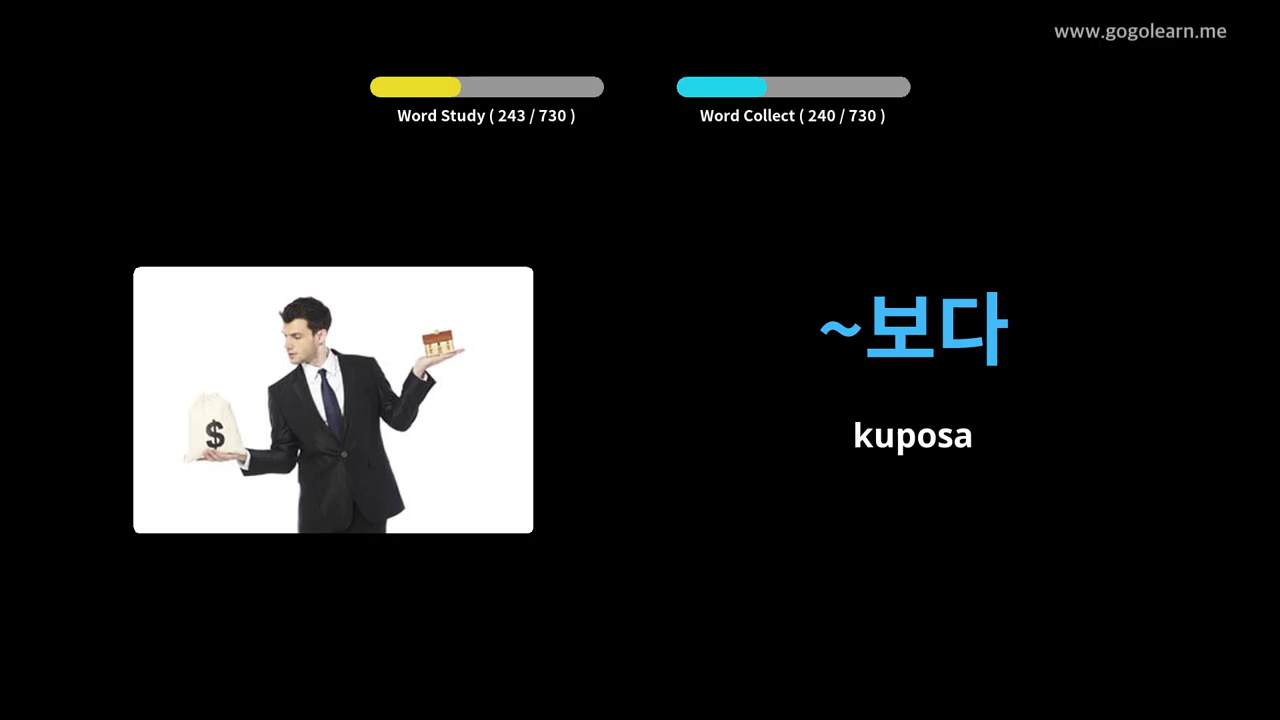 www.gogolearn.me
Word Study ( 243 / 730 )
Word Collect ( 240 / 730 )
$
~보다
kuposa